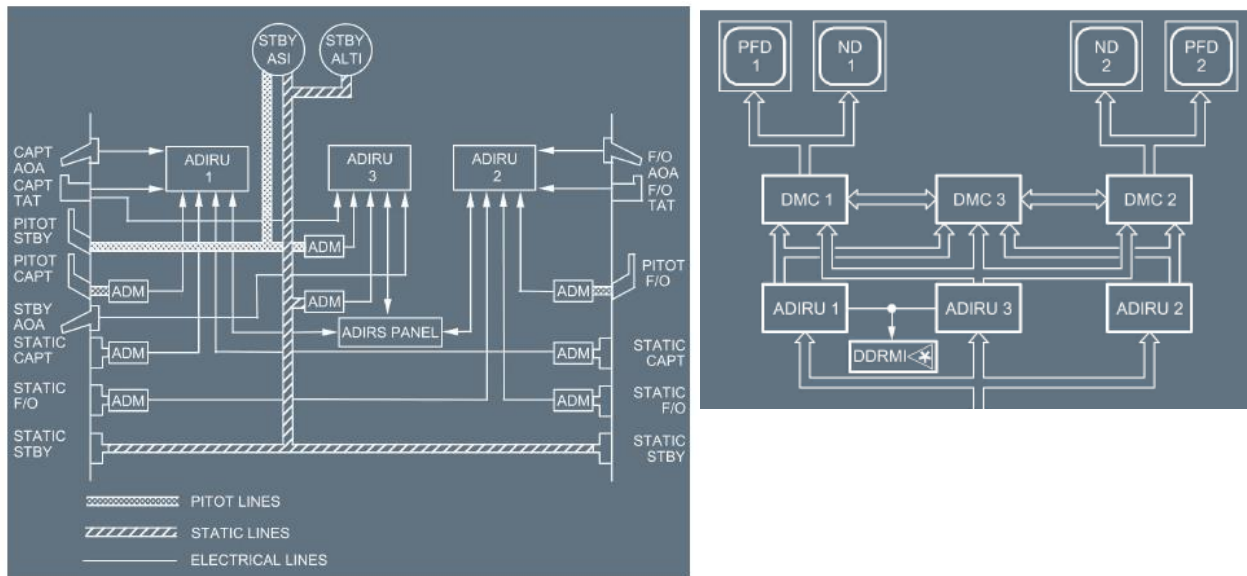 STBY
ASI
STBY
ALTI
CAPT
AOA
CAPT
TAT
PITOT
STBY
PITOT
CAPT
STBY
AOA
STATIC
CAPT
STATIC
F/O
STATIC
STBY
ADIRU
1
ADIRU
3
ADIRU
2
F/O
AOA
F/O
TAT
ADM
ADM
ADM
ADM
PITOT
F/O
ADIRS PANEL
ADM
ADM
STATIC
CAPT
ADM
ADM
STATIC
F/O
STATIC
STBY
PITOT LINES
STATIC LINES
ELECTRICAL LINES
PFD
1
ND
1
ND
2
PFD
2
DMC 1
DMC 3
DMC 2
ADIRU 1
ADIRU 3
ADIRU 2
DDRMI